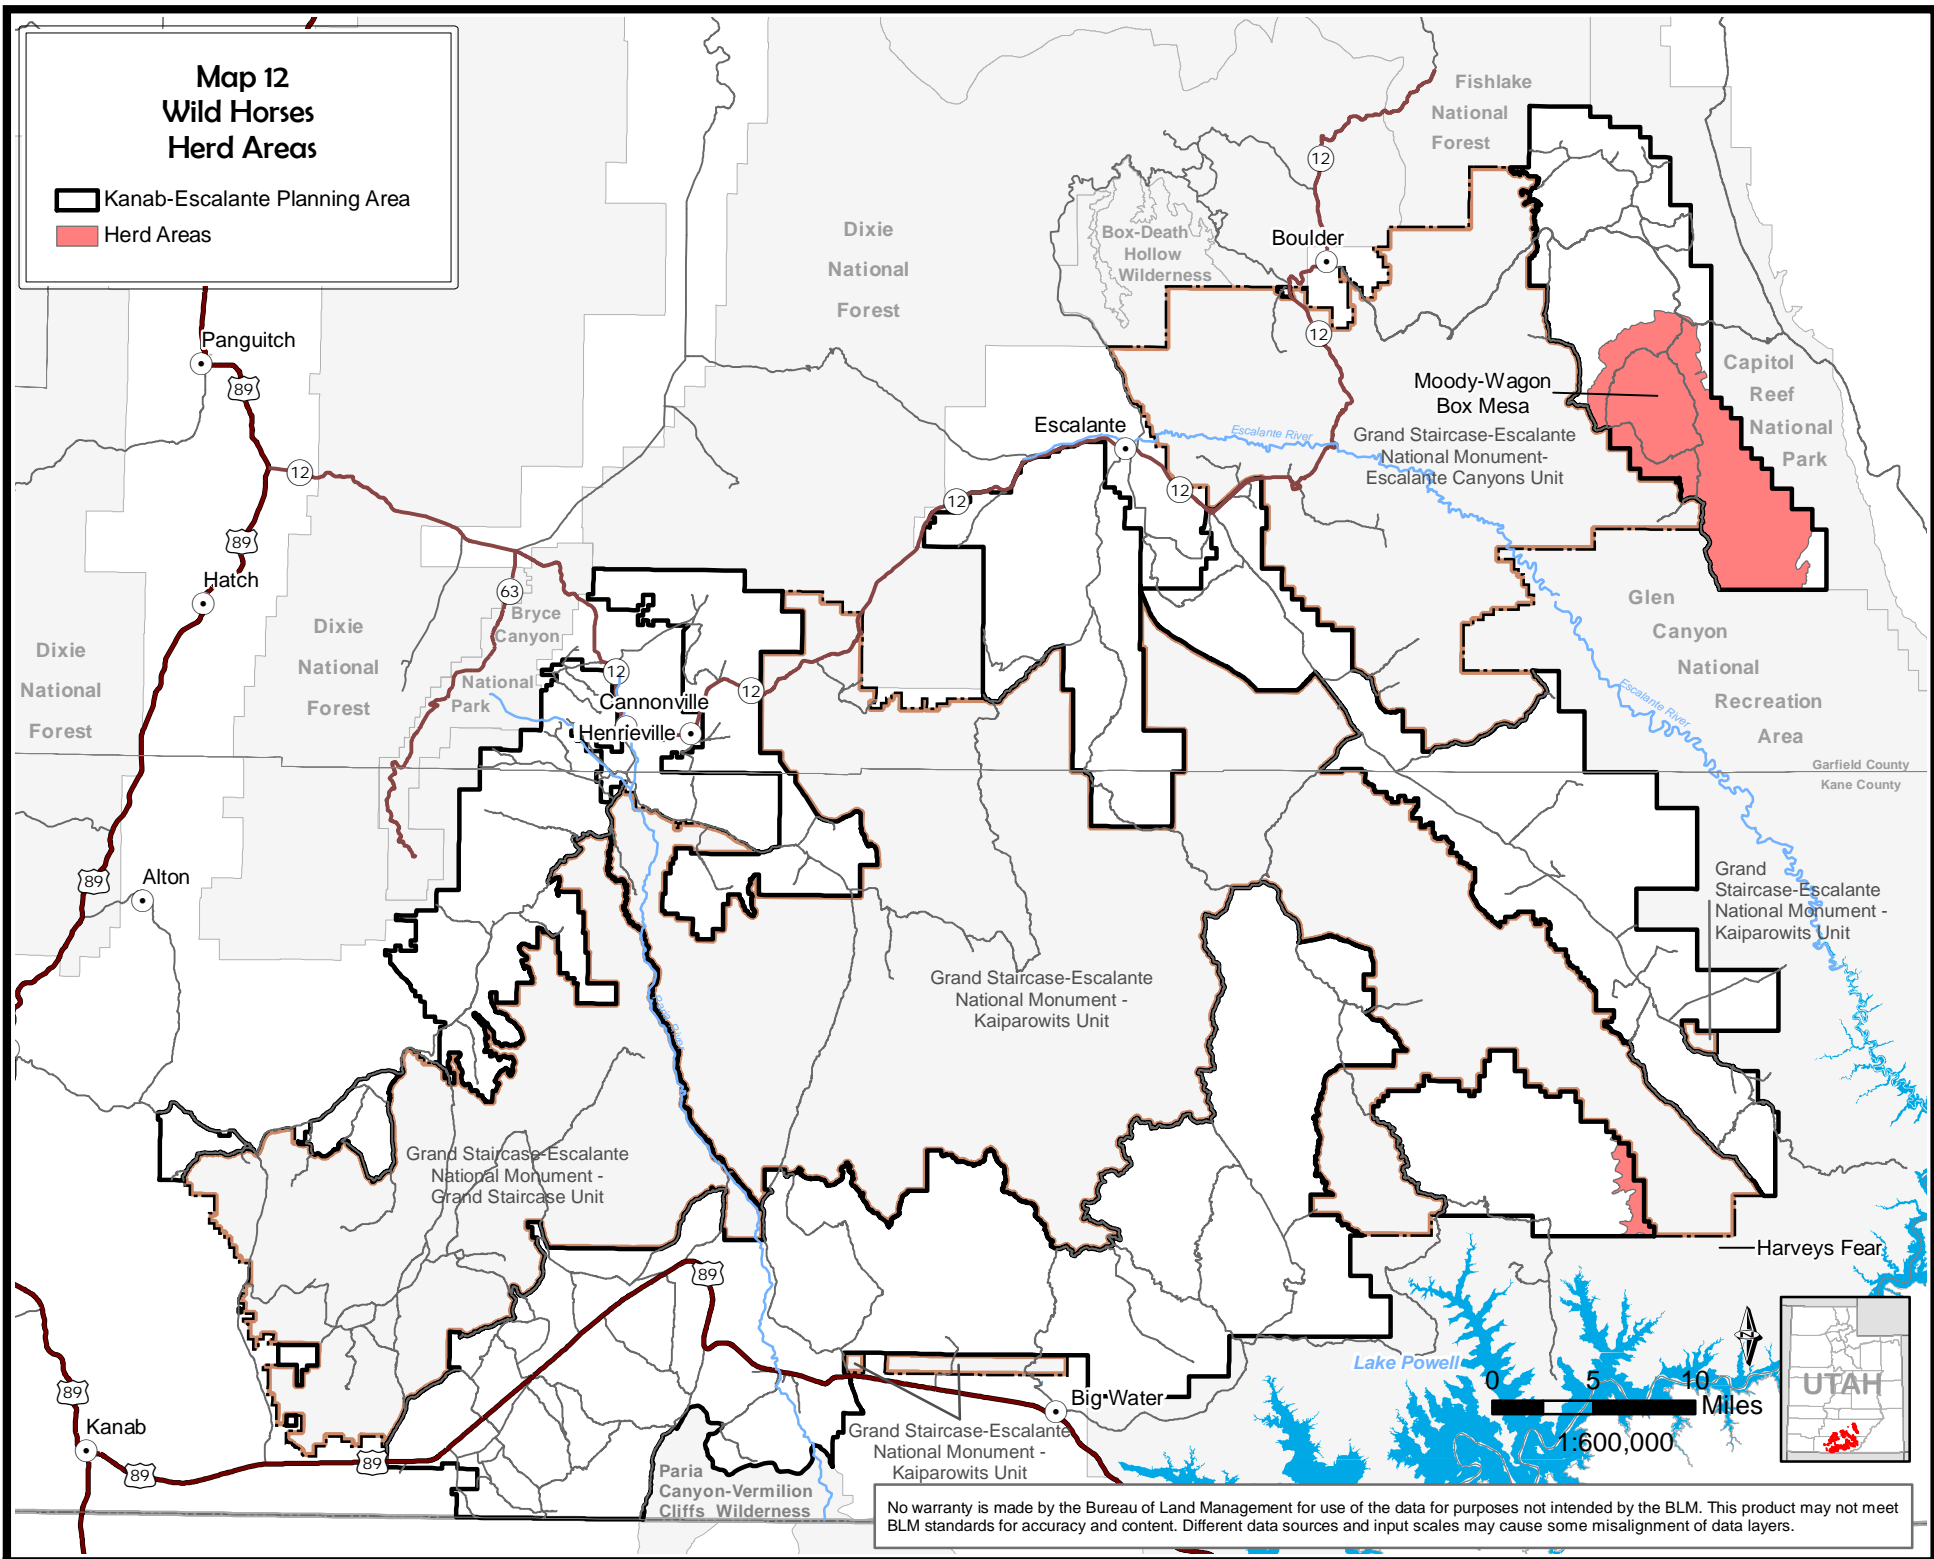 Map 12
Wild Horses
Herd Areas
Kanab-Escalante Planning Area
Herd Areas
Fishlake
National
Forest
12
Box-Death
Hollow
Wilderness
Boulder
Dixie
National
Forest
12
Panguitch
89
Capitol
Reef
National
Park
Moody-Wagon
Box Mesa
Escalante
Escalante River
Grand Staircase-Escalante
National Monument-
Escalante Canyons Unit
12
12
12
89
Hatch
63
Bryce
Canyon
National
Park
Dixie
National
Forest
Dixie
National
Forest
Glen
Canyon
National
Recreation
Area
Escalante River
12
12
Cannonville
Henrieville
Garfield County
Kane County
89
Alton
Grand
Staircase-Escalante
National Monument -
Kaiparowits Unit
Grand Staircase-Escalante
National Monument -
Kaiparowits Unit
Paria River
Grand Staircase-Escalante
National Monument -
Grand Staircase Unit
Harveys Fear
89
Lake Powell
0 5 10
Miles
1:600,000
N
UTAH
89
Kanab
89
89
Big Water
Grand Staircase-Escalante
National Monument -
Kaiparowits Unit
Paria
Canyon-Vermilion
Cliffs Wilderness
No warranty is made by the Bureau of Land Management for use of the data for purposes not intended by the BLM. This product may not meet
BLM standards for accuracy and content. Different data sources and input scales may cause some misalignment of data layers.